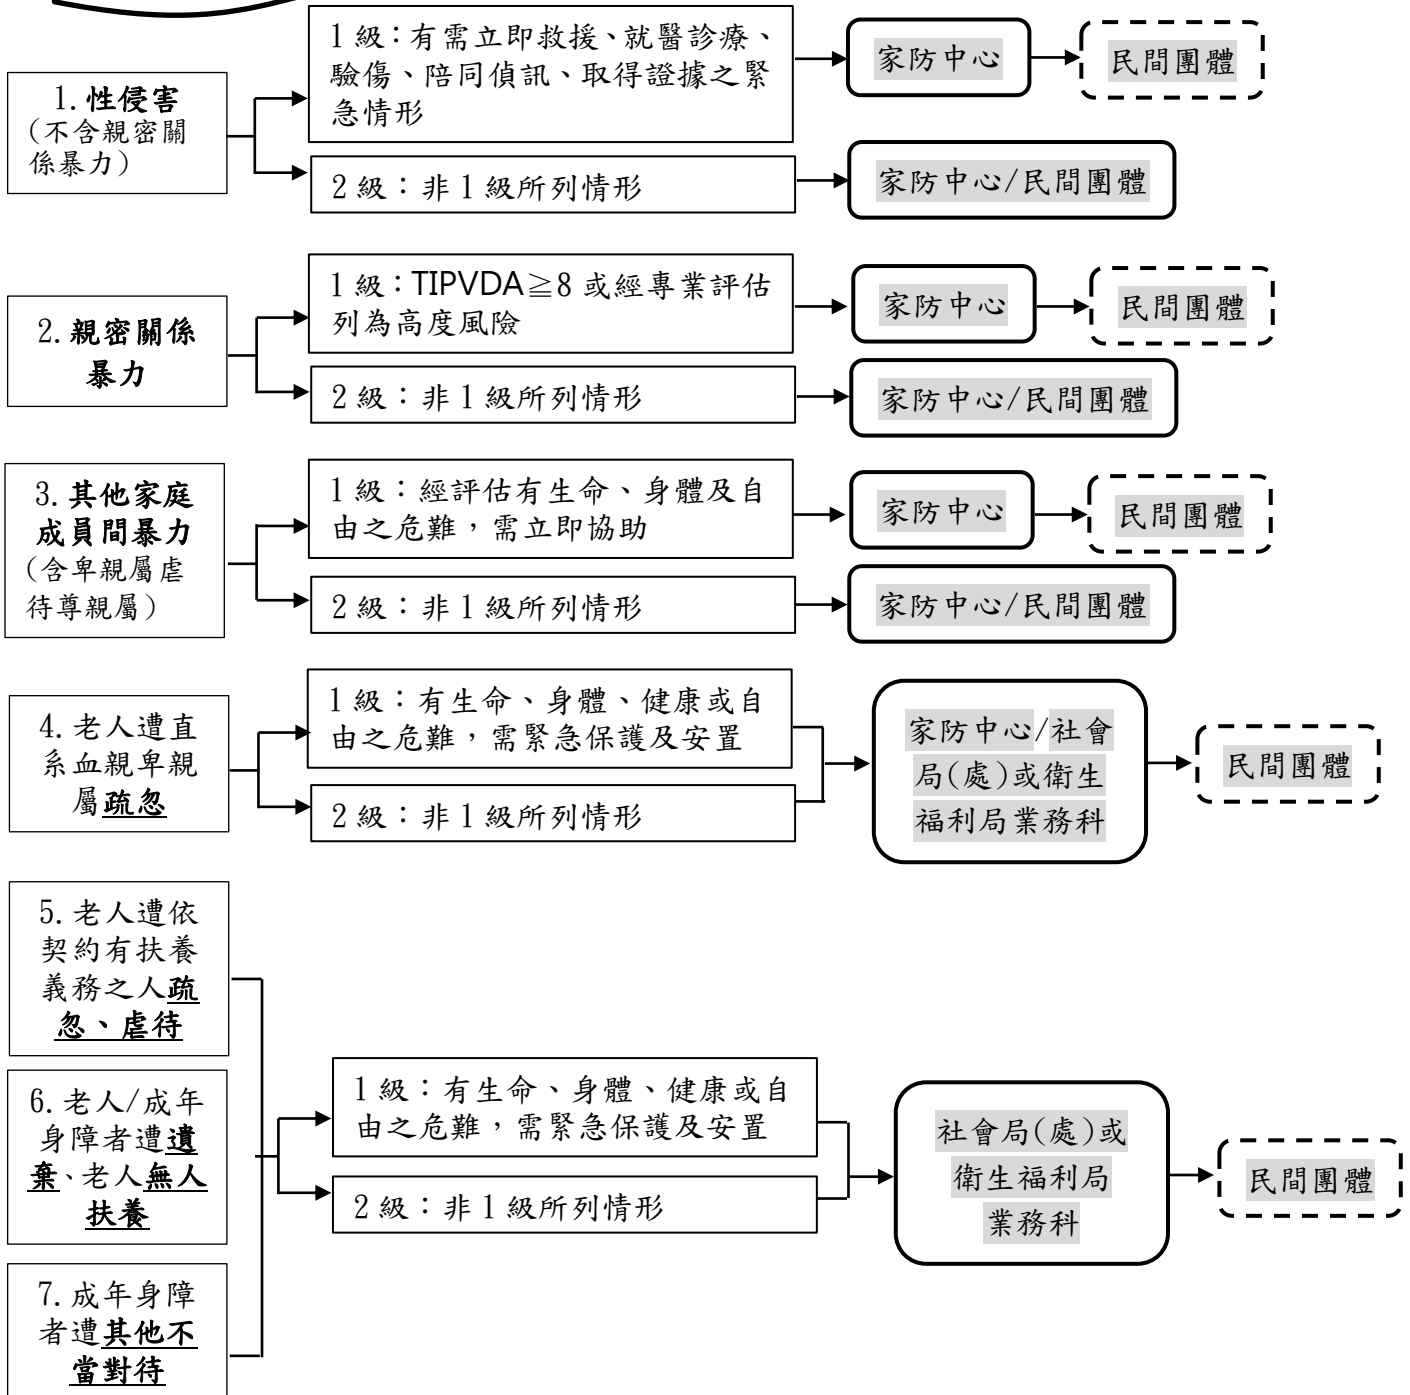 1.性侵害
(不含親密關
係暴力)
1級：有需立即救援、就醫診療、
驗傷、陪同偵訊、取得證據之緊
急情形
家防中心
民間團體
2級：非1級所列情形
家防中心/民間團體
2.親密關係
暴力
1級：TIPVDA≧8或經專業評估
列為高度風險
家防中心
民間團體
2級：非1級所列情形
家防中心/民間團體
3.其他家庭
成員間暴力
(含卑親屬虐
待尊親屬)
1級：經評估有生命、身體及自
由之危難，需立即協助
家防中心
民間團體
2級：非1級所列情形
家防中心/民間團體
4.老人遭直
系血親卑親
屬疏忽
1級：有生命、身體、健康或自
由之危難，需緊急保護及安置
2級：非1級所列情形
家防中心/社會
局(處)或衛生
福利局業務科
民間團體
5.老人遭依
契約有扶養
義務之人疏
忽、虐待
6.老人/成年
身障者遭遺
棄、老人無人
扶養
7.成年身障
者遭其他不
當對待
1級：有生命、身體、健康或自
由之危難，需緊急保護及安置
2級：非1級所列情形
社會局(處)或
衛生福利局
業務科
民間團體